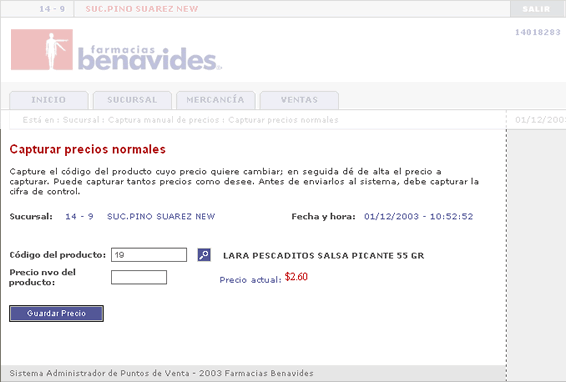 14 - 9 SUC.PINO SUAREZ NEW SALIR
14018283
farmacias
benavides
INICIO SUCURSAL MERCANCÍA VENTAS
Está en : Sucursal : Captura manual de precios : Capturar precios normales 01/12/2003
Capturar precios normales
Capture el código del producto cuyo precio quiere cambiar; en seguida dé de alta el precio a
capturar. Puede capturar tantos precios como desee. Antes de enviarlos al sistema, debe capturar la
cifra de control.
Sucursal: 14 - 9 SUC.PINO SUAREZ NEW Fecha y hora: 01/12/2003 - 10:52:52
Código del producto: 19 LARA PESCADITOS SALSA PICANTE 55 GR
Precio nvo del
producto: Precio actual: $2.60
Guardar Precio
Sistema Administrador de Puntos de Venta - 2003 Farmacias Benavides